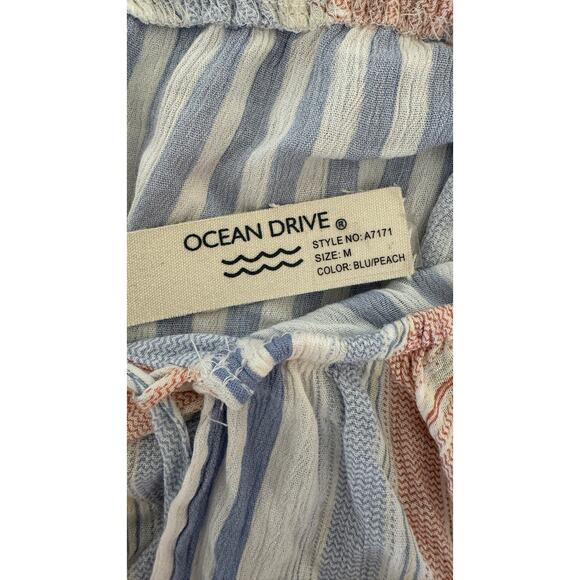 OCEAN DRIVE ®
STYLE NO: A7171
SIZE: M
COLOR: BLU/PEACH